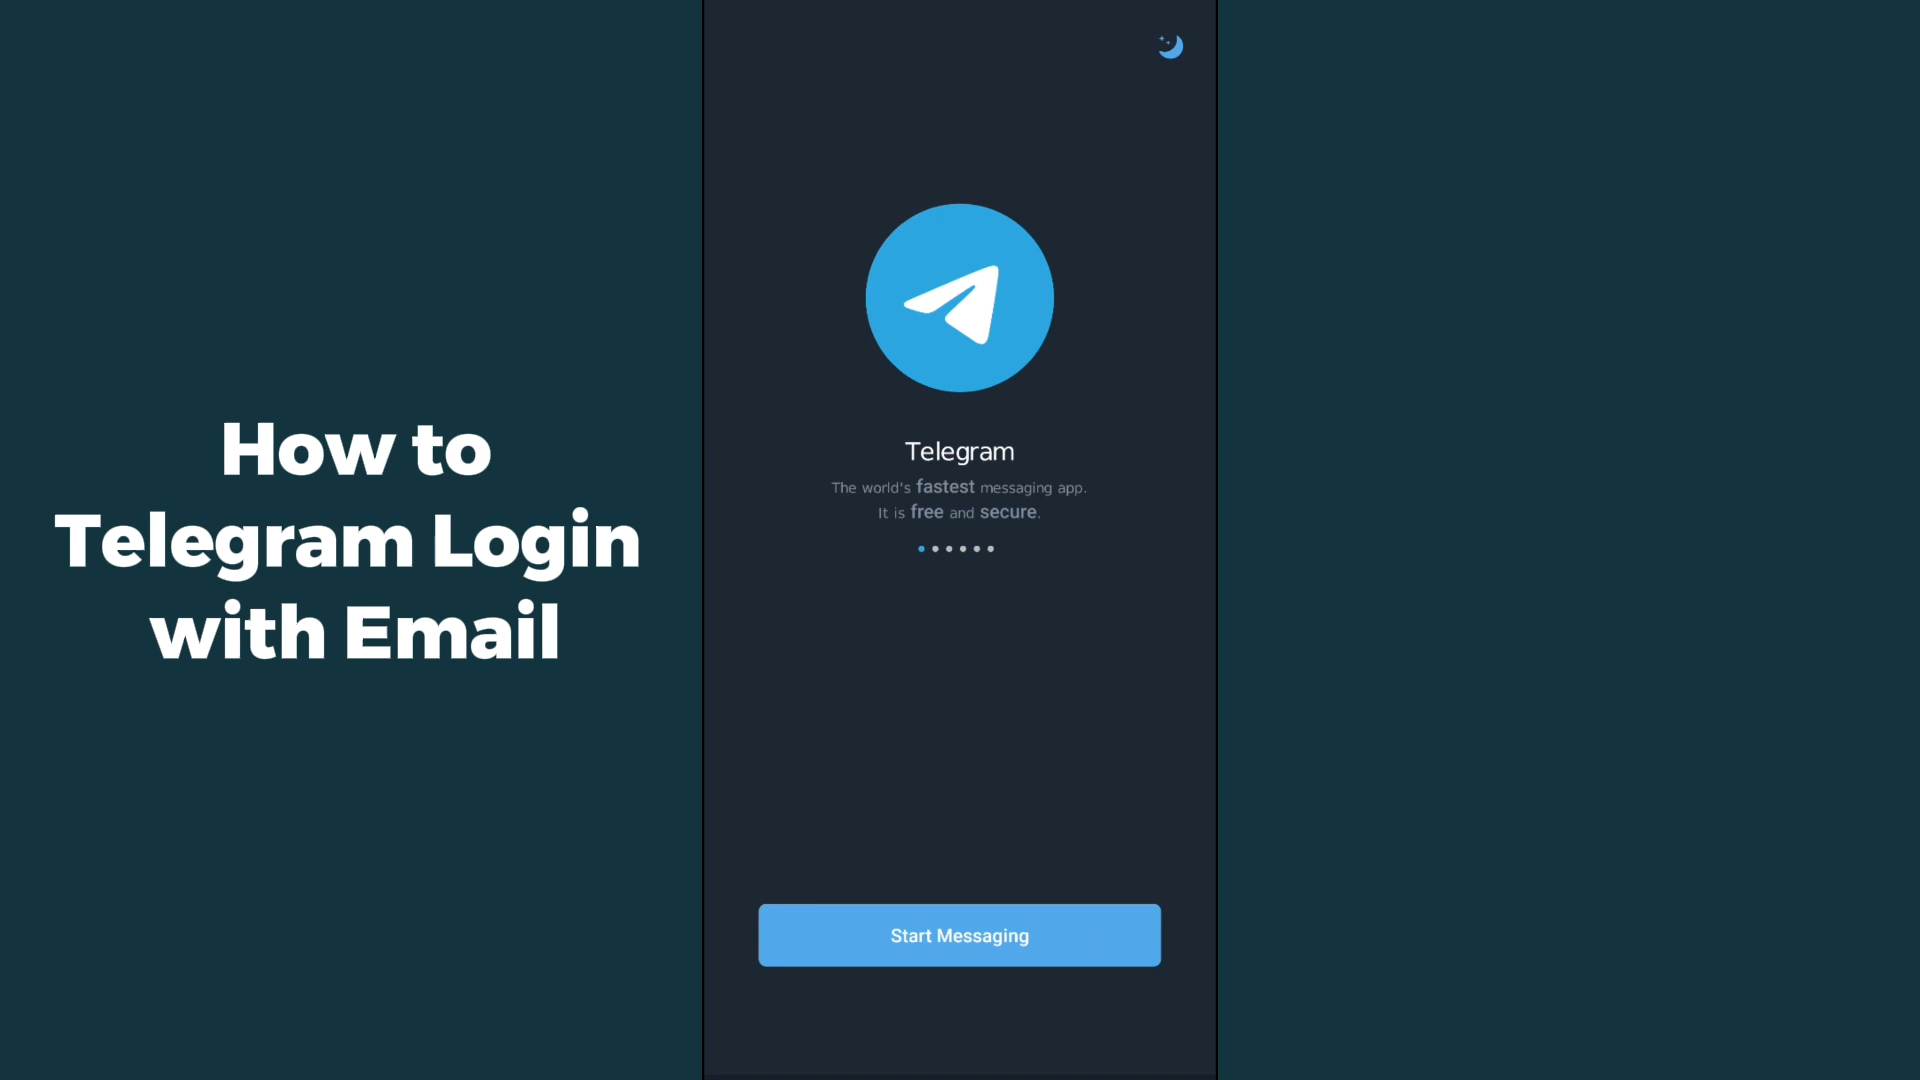 How to
Telegram Login
with Email
Telegram
The world's fastest messaging app.
It is free and secure.
Start Messaging